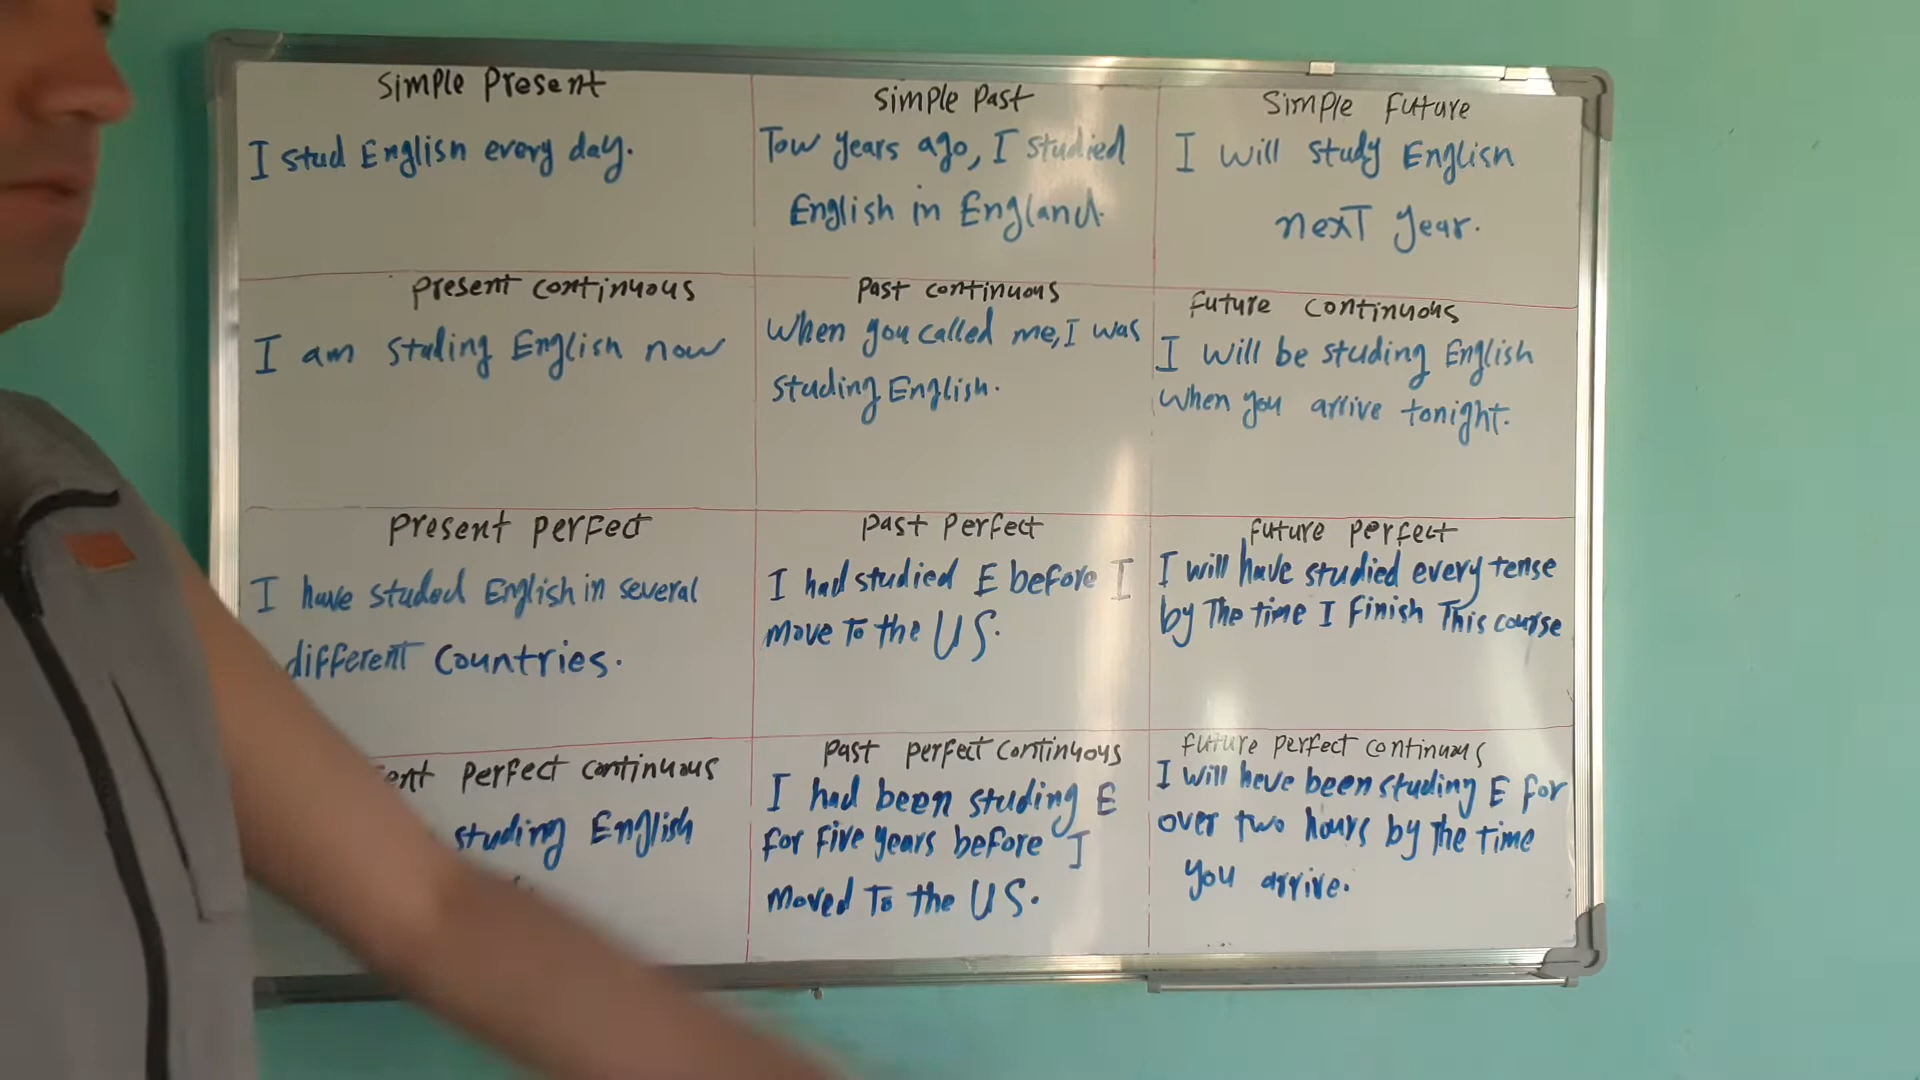 Simple Present
I stud English every day.
Simple Past
Tow years ago, I studied
English in England.
Simple Future
I will study English
next year.
Present continuous
I am studing English now
Past continuous
When you called me, I was
studing English.
Future continuous
I will be studing English
when you arrive tonight.
Present perfect
I have studed English in several
different countries.
Past perfect
I had studied E before I
move to the US.
Future perfect
I will have studied every tense
by the time I finish this course
perfect continuous
studing English
Past perfect continuous
I had been studing E
for five years before I
moved to the US.
Future perfect continuous
I will heve been studing E for
over two hours by the time
you arrive.